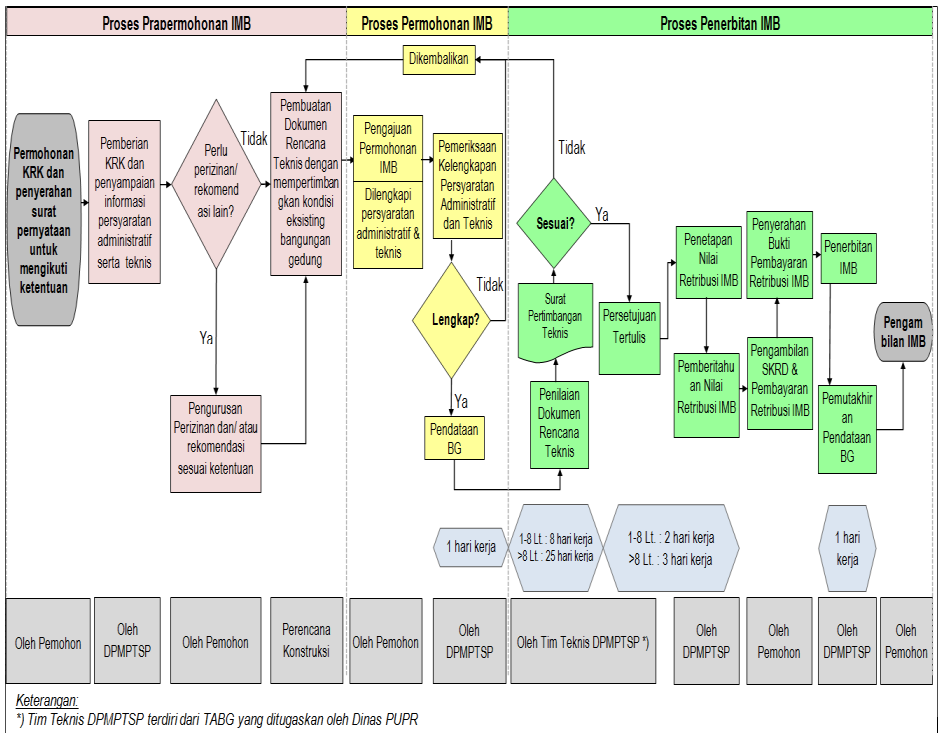 Proses Prapermohonan IMB
Proses Permohonan IMB
Proses Penerbitan IMB
Permohonan
KRK dan
penyerahan
surat
pernyataan
untuk
mengikuti
ketentuan
Pemberian
KRK dan
penyampaian
informasi
persyaratan
administratif
serta teknis
Perlu
perizinan/
rekomend
asi lain?
Tidak
Ya
Pengurusan
Perizinan dan/ atau
rekomendasi
sesuai ketentuan
Pembuatan
Dokumen
Rencana
Teknis dengan
mempertimban
gkan kondisi
eksisting
bangungan
gedung
Dikembalikan
Pengajuan
Permohonan
IMB
Dilengkapi
persyaratan
administratif &
teknis
Pemeriksaan
Kelengkapan
Persyaratan
Administratif
dan Teknis
Tidak
Lengkap?
Ya
Pendataan
BG
Tidak
Sesuai?
Ya
Surat
Pertimbangan
Teknis
Penilaian
Dokumen
Rencana
Teknis
Persetujuan
Tertulis
Penetapan
Nilai
Retribusi IMB
Pemberitahu
an Nilai
Retribusi IMB
Penyerahan
Bukti
Pembayaran
Retribusi IMB
Pengambilan
SKRD &
Pembayaran
Retribusi IMB
Penerbitan
IMB
Pemutakhir
an
Pendataan
BG
Pengam
bilan IMB
1 hari kerja
1-8 Lt. : 8 hari kerja
>8 Lt. : 25 hari kerja
1-8 Lt. : 2 hari kerja
>8 Lt. : 3 hari kerja
1 hari
kerja
Oleh Pemohon
Oleh
DPMPTSP
Oleh Pemohon
Perencana
Konstruksi
Oleh Pemohon
Oleh
DPMPTSP
Oleh Tim Teknis DPMPTSP *)
Oleh
DPMPTSP
Oleh
Pemohon
Oleh
DPMPTSP
Oleh
Pemohon
Keterangan:
*) Tim Teknis DPMPTSP terdiri dari TABG yang ditugaskan oleh Dinas PUPR